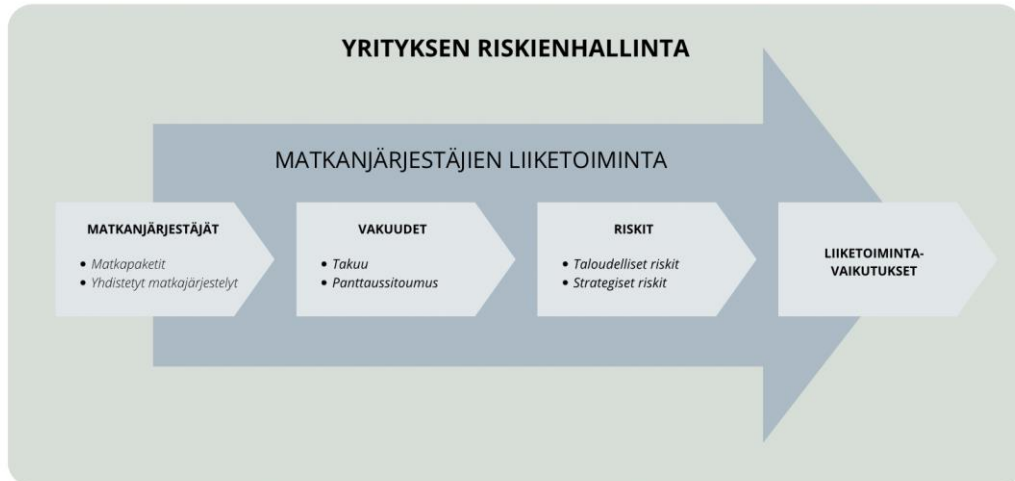 YRITYKSEN RISKIENHALLINTA
MATKANJÄRJESTÄJIEN LIIKETOIMINTA
MATKANJÄRJESTÄJÄT
• Matkapaketit
• Yhdistetyt matkajärjestelyt
VAKUUDET
• Takuu
• Panttaussitoumus
RISKIT
• Taloudelliset riskit
• Strategiset riskit
LIIKETOIMINTA-
VAIKUTUKSET